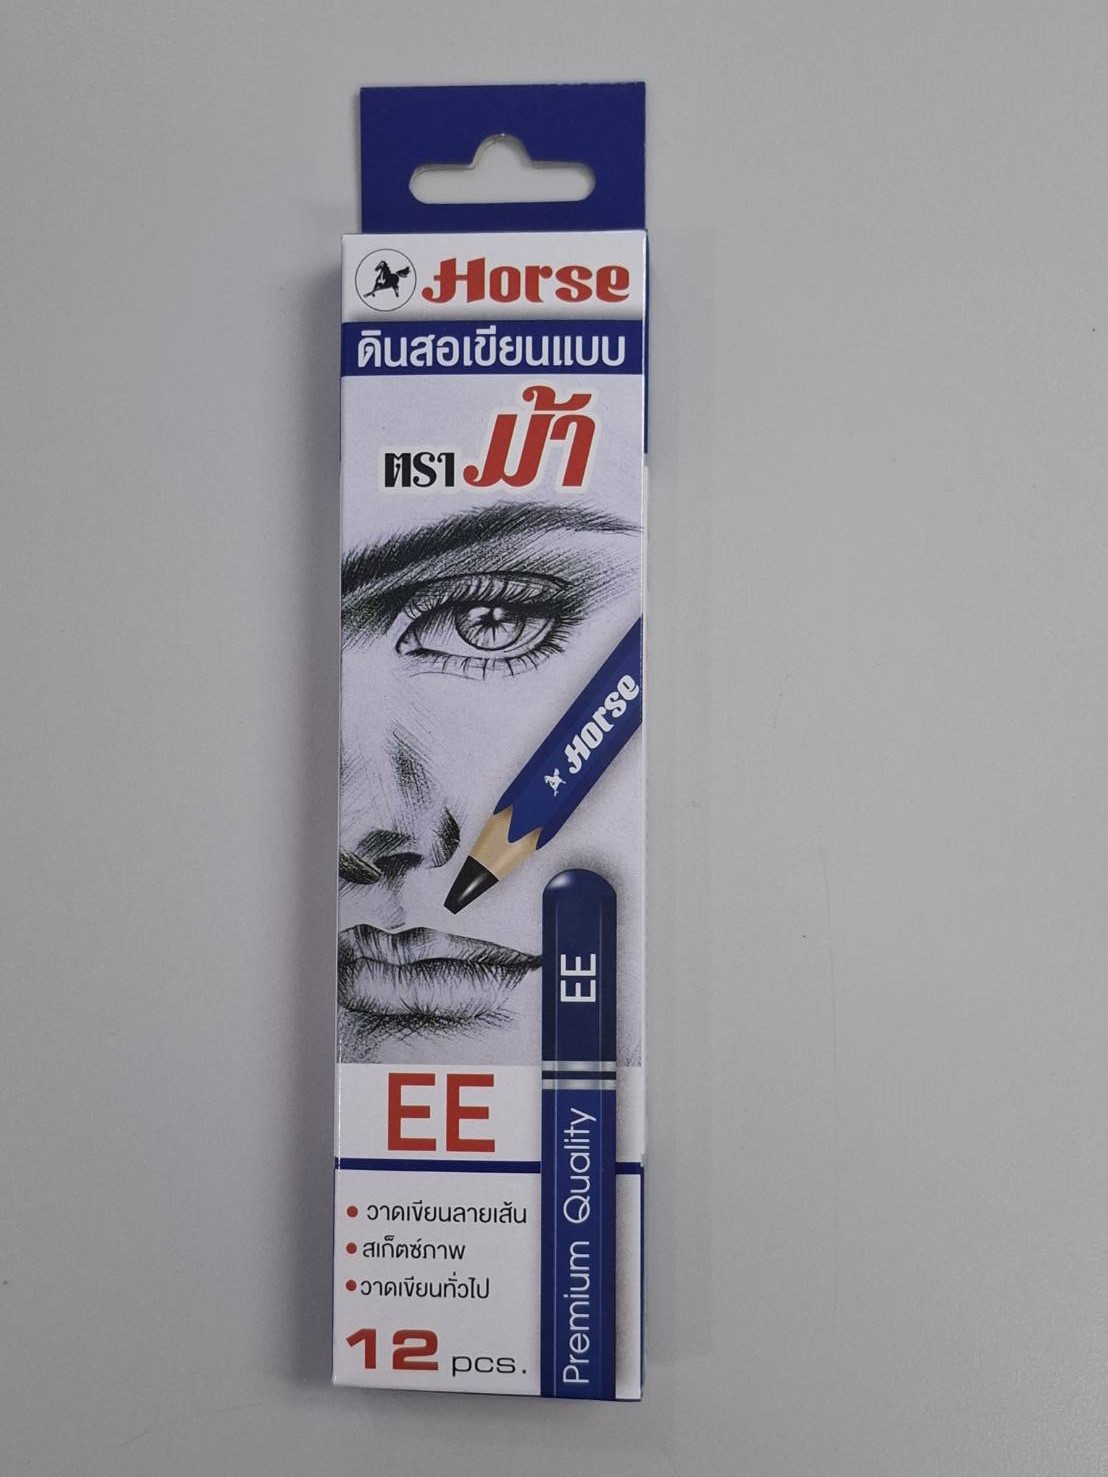 Horse
ดินสอเขียนแบบ
ตราม้า
Horse
EE
EE
Premium Quality
• วาดเขียนลายเส้น
• สเก็ตซ์ภาพ
• วาดเขียนทั่วไป
12 pcs.